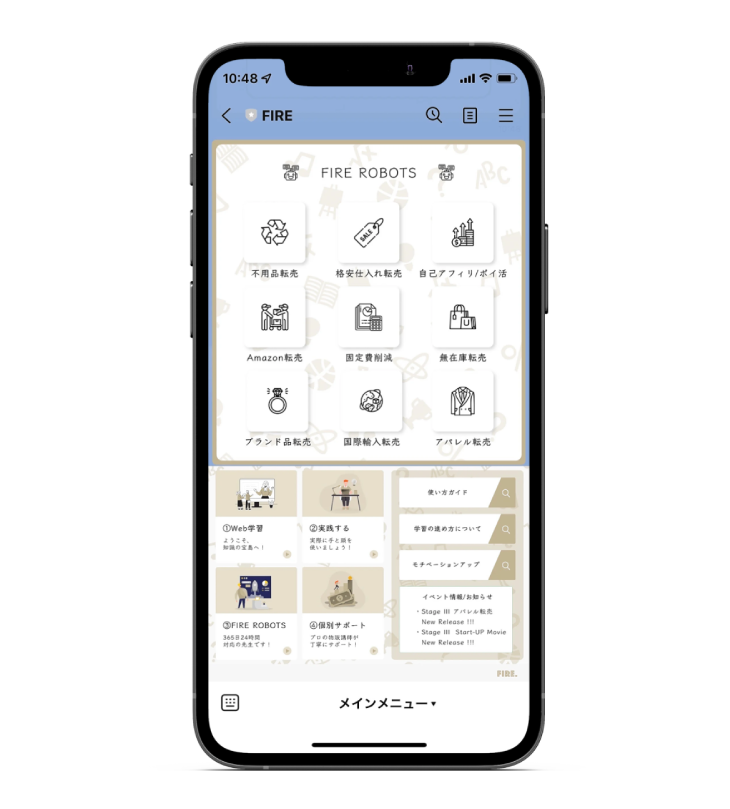 10:48
FIRE
FIRE ROBOTS
ABC
SALE
不用品転売
格安仕入れ転売
自己アフィリ/ポイ活
Amazon転売
固定費削減
無在庫転売
ブランド品転売
国際輸入転売
アパレル転売
①Web学習
ようこそ、
知識の宝島へ！
②実践する
実際に手と頭を
使いましょう！
③FIRE ROBOTS
365日24時間
対応の先生です！
④個別サポート
プロの物販講師が
丁寧にサポート！
使い方ガイド
学習の進め方について
モチベーションアップ
イベント情報/お知らせ
・Stage III アパレル転売
New Release !!!
・Stage III Start-UP Movie
New Release !!!
FIRE.
メインメニュー▾